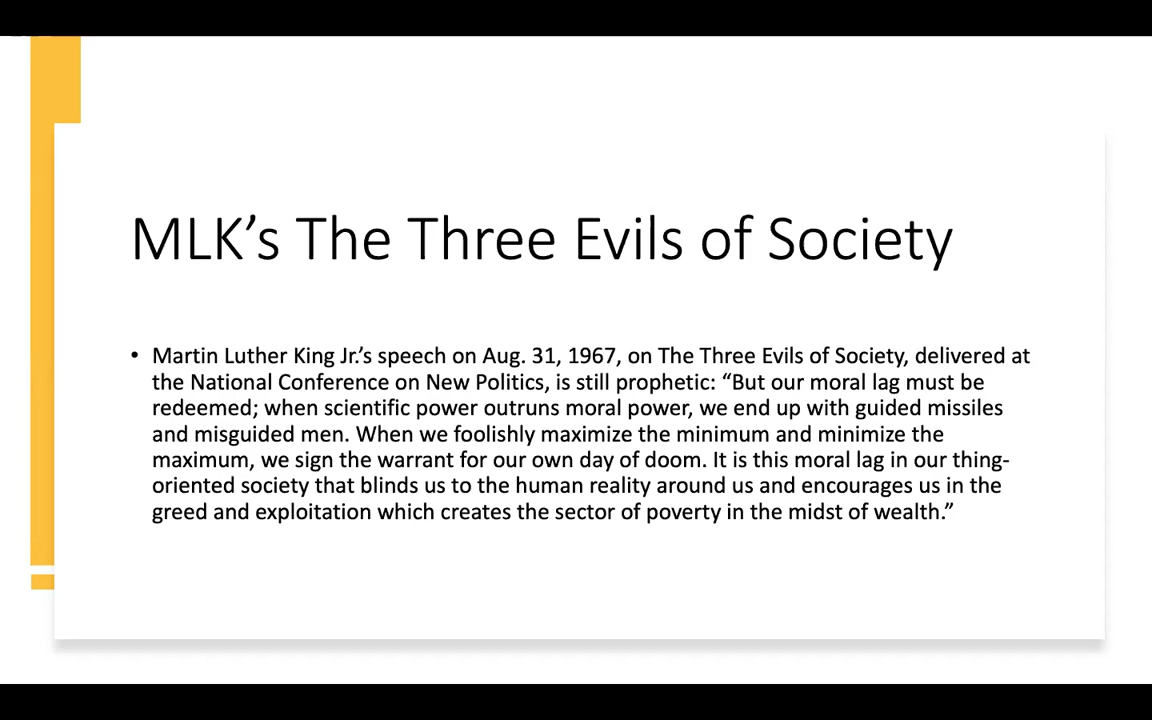 MLK’s The Three Evils of Society
• Martin Luther King Jr.’s speech on Aug. 31, 1967, on The Three Evils of Society, delivered at
the National Conference on New Politics, is still prophetic: “But our moral lag must be
redeemed; when scientific power outruns moral power, we end up with guided missiles
and misguided men. When we foolishly maximize the minimum and minimize the
maximum, we sign the warrant for our own day of doom. It is this moral lag in our thing-
oriented society that blinds us to the human reality around us and encourages us in the
greed and exploitation which creates the sector of poverty in the midst of wealth.”